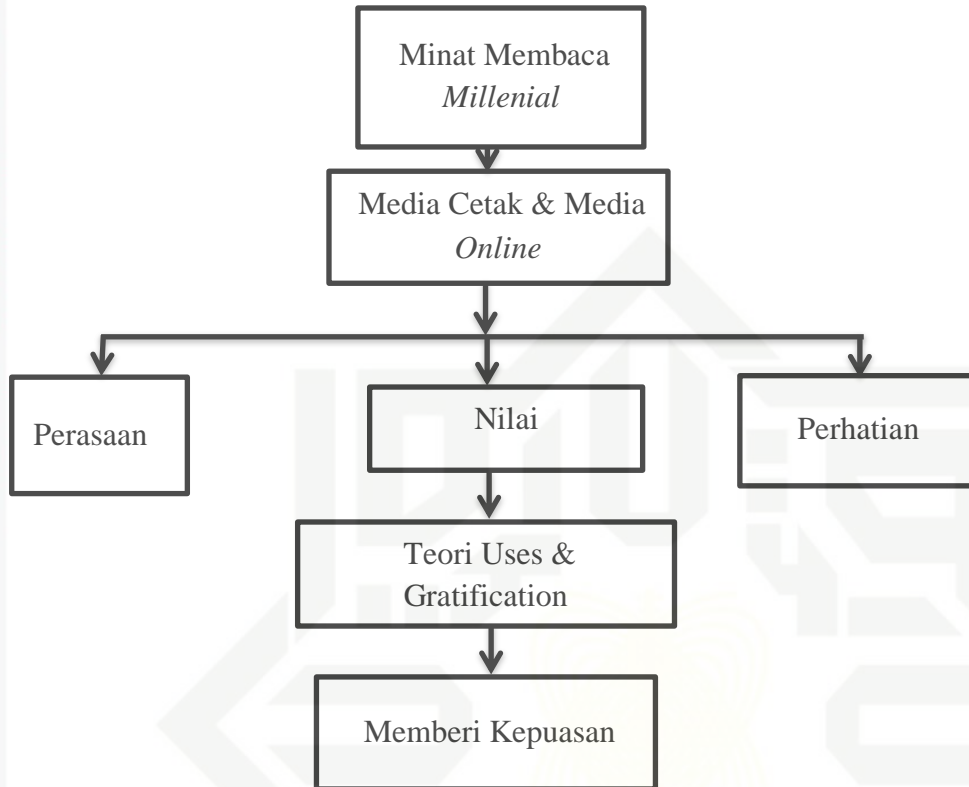 Minat Membaca
Millenial
Media Cetak & Media
Online
Perasaan
Nilai
Perhatian
Teori Uses &
Gratification
Memberi Kepuasan